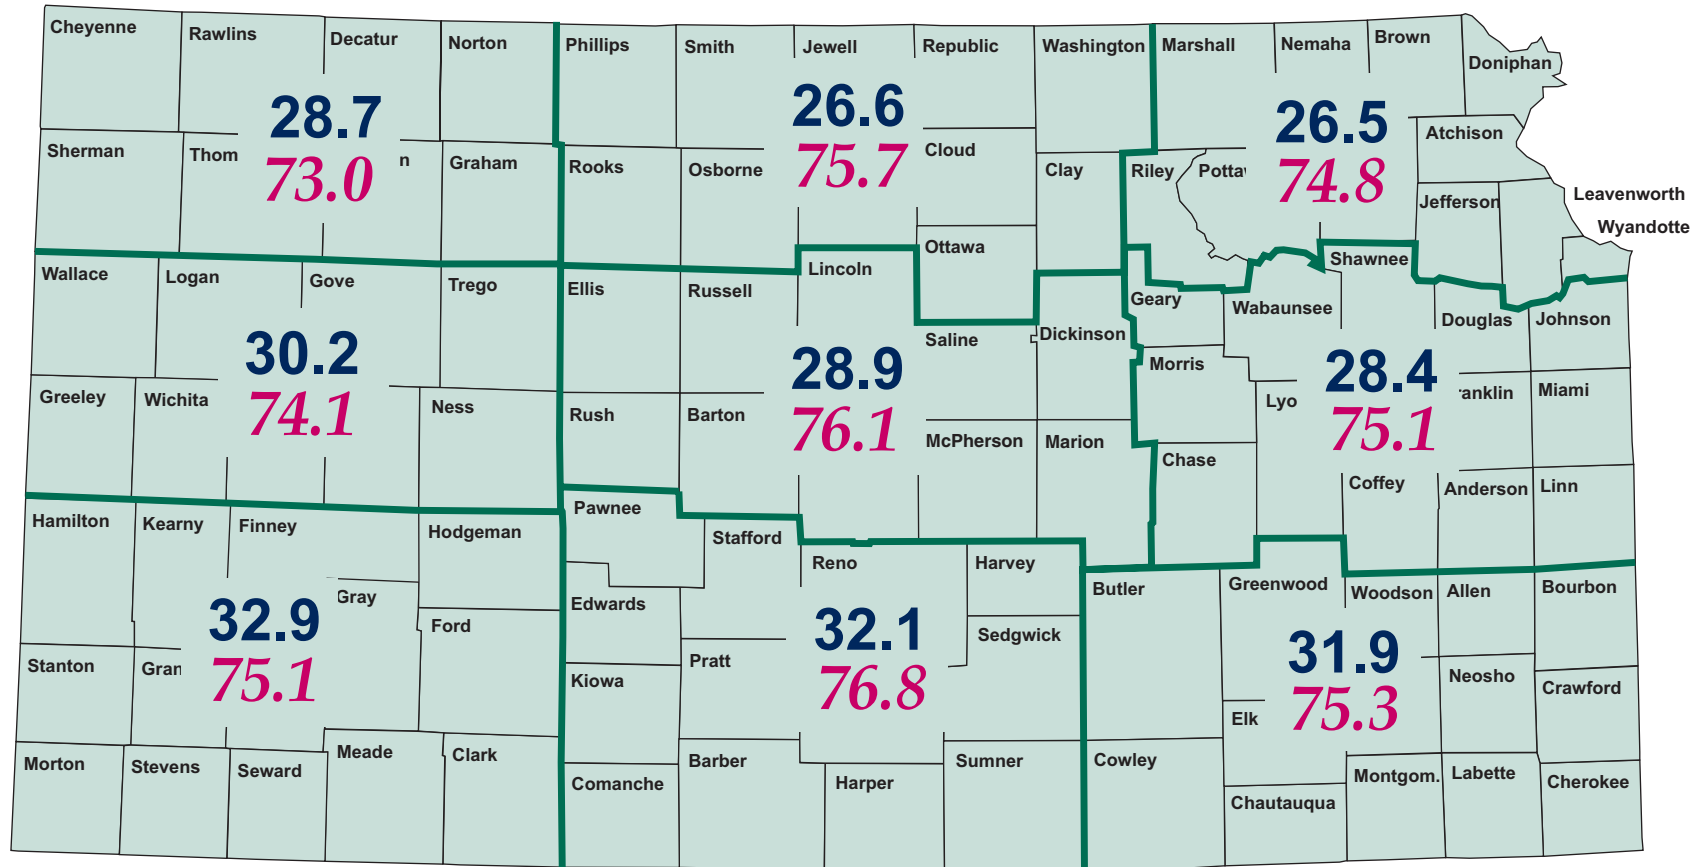 Cheyenne
Rawlins
Decatur
Norton
Phillips
Smith
Jewell
Republic
Washington
Marshall
Nemaha
Brown
Doniphan
28.7
73.0
26.6
75.7
26.5
74.8
Sherman
Thom
n
Graham
Rooks
Osborne
Cloud
Clay
Riley
Potta
Atchison
Jefferson
Leavenworth
Wyandotte
Ottawa
Wallace
Logan
Gove
Trego
Ellis
Russell
Lincoln
Saline
Dickinson
Geary
Wabaunsee
Shawnee
Douglas
Johnson
30.2
74.1
28.9
76.1
28.4
75.1
Greeley
Wichita
Ness
Rush
Barton
McPherson
Marion
Morris
Chase
Lyo
anklin
Miami
Coffey
Anderson
Linn
Hamilton
Kearny
Finney
Hodgeman
Pawnee
Stafford
Reno
Harvey
Butler
Greenwood
Woodson
Allen
Bourbon
32.9
75.1
32.1
76.8
31.9
75.3
Gray
Ford
Edwards
Sedgwick
Stanton
Gran
Kiowa
Pratt
Elk
Neosho
Crawford
Morton
Stevens
Seward
Meade
Clark
Comanche
Barber
Harper
Sumner
Cowley
Chautauqua
Montgom.
Labette
Cherokee